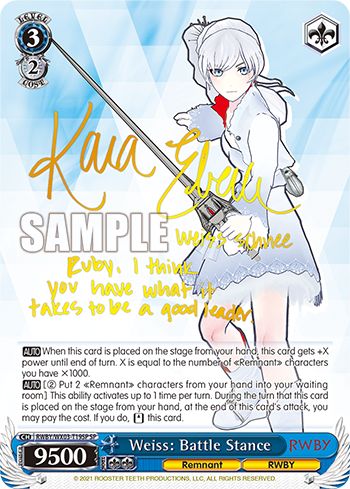 LEVEL
3
2
COST
Kara Eberle
SAMPLE
Weiss Schnee
Ruby, I think
you have what it
takes to be a good leader
AUTO When this card is placed on the stage from your hand, this card gets +X
power until end of turn. X is equal to the number of «Remnant» characters
you have ×1000.
AUTO [② Put 2 «Remnant» characters from your hand into your waiting
room] This ability activates up to 1 time per turn. During the turn that this card
is placed on the stage from your hand, at the end of this card's attack, you
may pay the cost. If you do, [ ] this card.
CH
POWER
9500
Weiss: Battle Stance
RWBY
Remnant
RWBY
© 2021 ROOSTER TEETH PRODUCTIONS, LLC, ALL RIGHTS RESERVED.